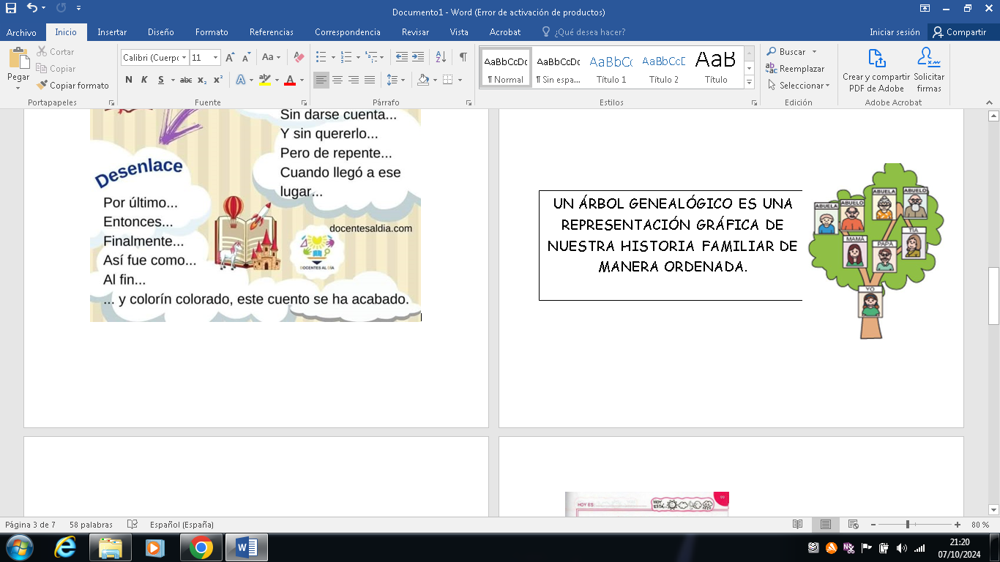 Documento1 - Word (Error de activación de productos)
Archivo Inicio Insertar Diseño Formato Referencias Correspondencia Revisar Vista Acrobat ¿Qué desea hacer? Iniciar sesión Compartir
Pegar
Cortar
Copiar
Copiar formato
Portapapeles
Calibri (Cuerpo 11 Aa
N K S abc x₂ x² A ab A
Fuente
Párrafo
AaBbCcDc AaBbCcDc AaBbCc AaBbCcD AaB
¶ Normal ¶ Sin espa... Título 1 Título 2 Título
Estilos
Buscar
Reemplazar
Seleccionar
Edición
Crear y compartir
PDF de Adobe
Solicitar
firmas
Adobe Acrobat
Sin darse cuenta...
Y sin quererlo...
Pero de repente...
Cuando llegó a ese
lugar...
Desenlace
Por último...
Entonces...
Finalmente...
Así fue como...
Al fin...
... y colorín colorado, este cuento se ha acabado.
docentesaldia.com
DOCENTES AL DÍA
UN ÁRBOL GENEALÓGICO ES UNA
REPRESENTACIÓN GRÁFICA DE
NUESTRA HISTORIA FAMILIAR DE
MANERA ORDENADA.
ABUELA ABUELO ABUELA ABUELO
MAMÁ PAPÁ TÍA
YO
HOY ES:
HOY
ESTÁ...
99
Página 3 de 7 58 palabras Español (España) 80 %
21:20
07/10/2024